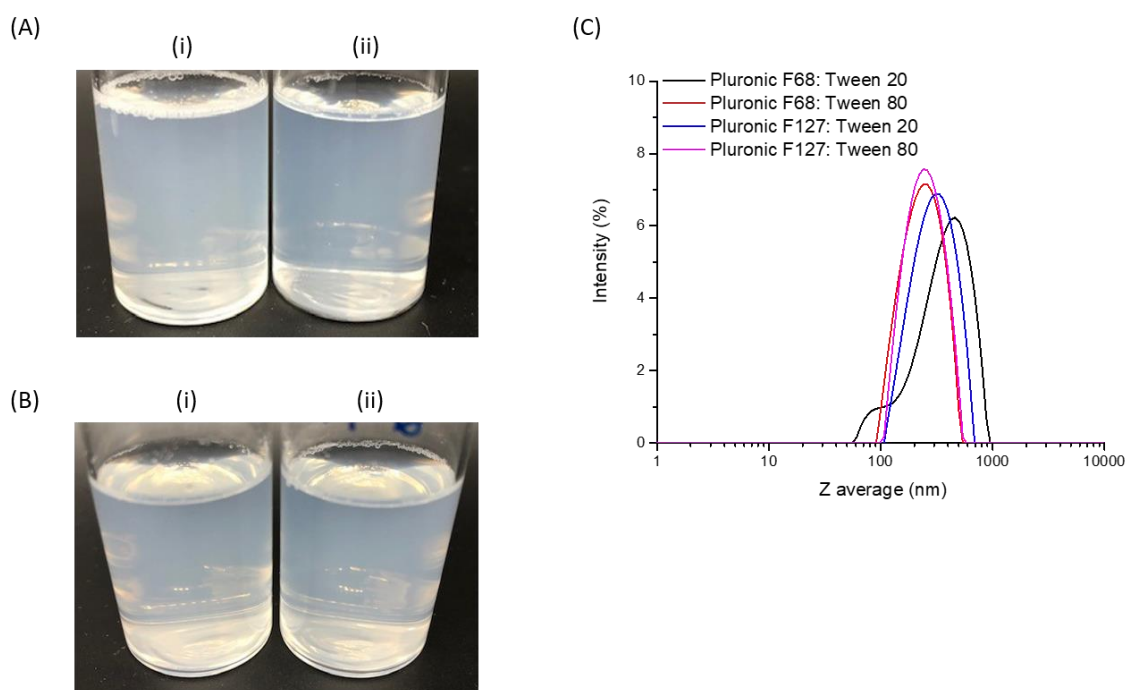 (A)
(i) (ii)
(B)
(i) (ii)
(C)
10
8
6
4
2
0
Intensity (%)
Pluronic F68: Tween 20
Pluronic F68: Tween 80
Pluronic F127: Tween 20
Pluronic F127: Tween 80
1 10 100 1000 10000
Z average (nm)